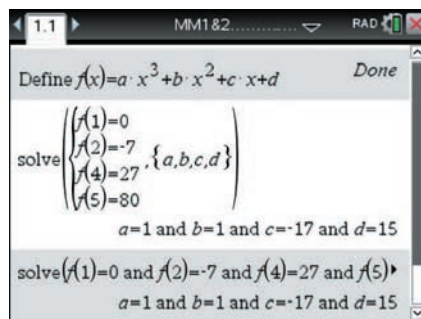 1.1 MM1&2............. RAD
Define f(x)=a·x³+b·x²+c·x+d Done
f(1)=0
f(2)=-7
solve( ,{a,b,c,d})
f(4)=27
f(5)=80
a=1 and b=1 and c=-17 and d=15
solve(f(1)=0 and f(2)=-7 and f(4)=27 and f(5)▸
a=1 and b=1 and c=-17 and d=15